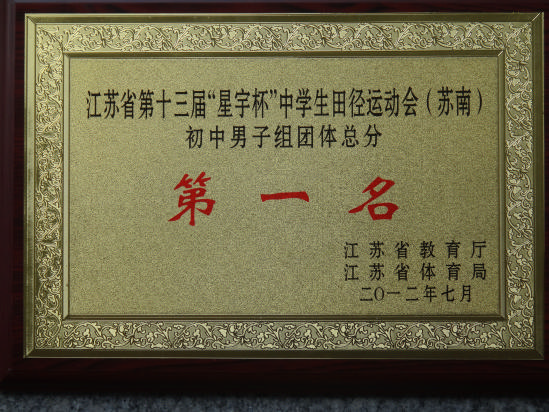 江苏省第十三届“星宇杯”中学生田径运动会（苏南）
初中男子组团体总分
第一名
江苏省教育厅
江苏省体育局
二〇一二年七月